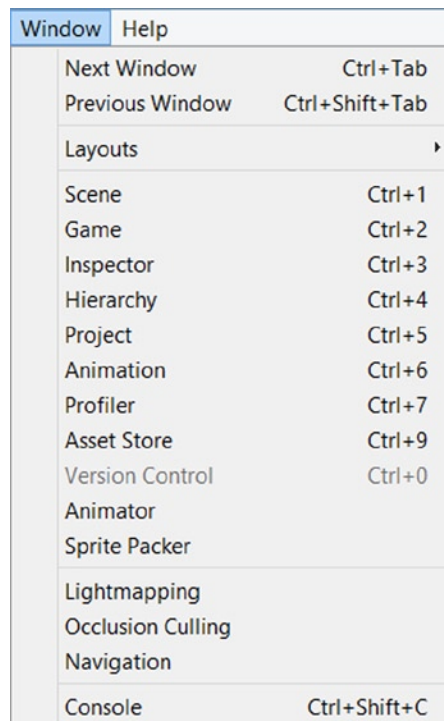 Window Help
Next Window Ctrl+Tab
Previous Window Ctrl+Shift+Tab
Layouts
Scene Ctrl+1
Game Ctrl+2
Inspector Ctrl+3
Hierarchy Ctrl+4
Project Ctrl+5
Animation Ctrl+6
Profiler Ctrl+7
Asset Store Ctrl+9
Version Control Ctrl+0
Animator
Sprite Packer
Lightmapping
Occlusion Culling
Navigation
Console Ctrl+Shift+C